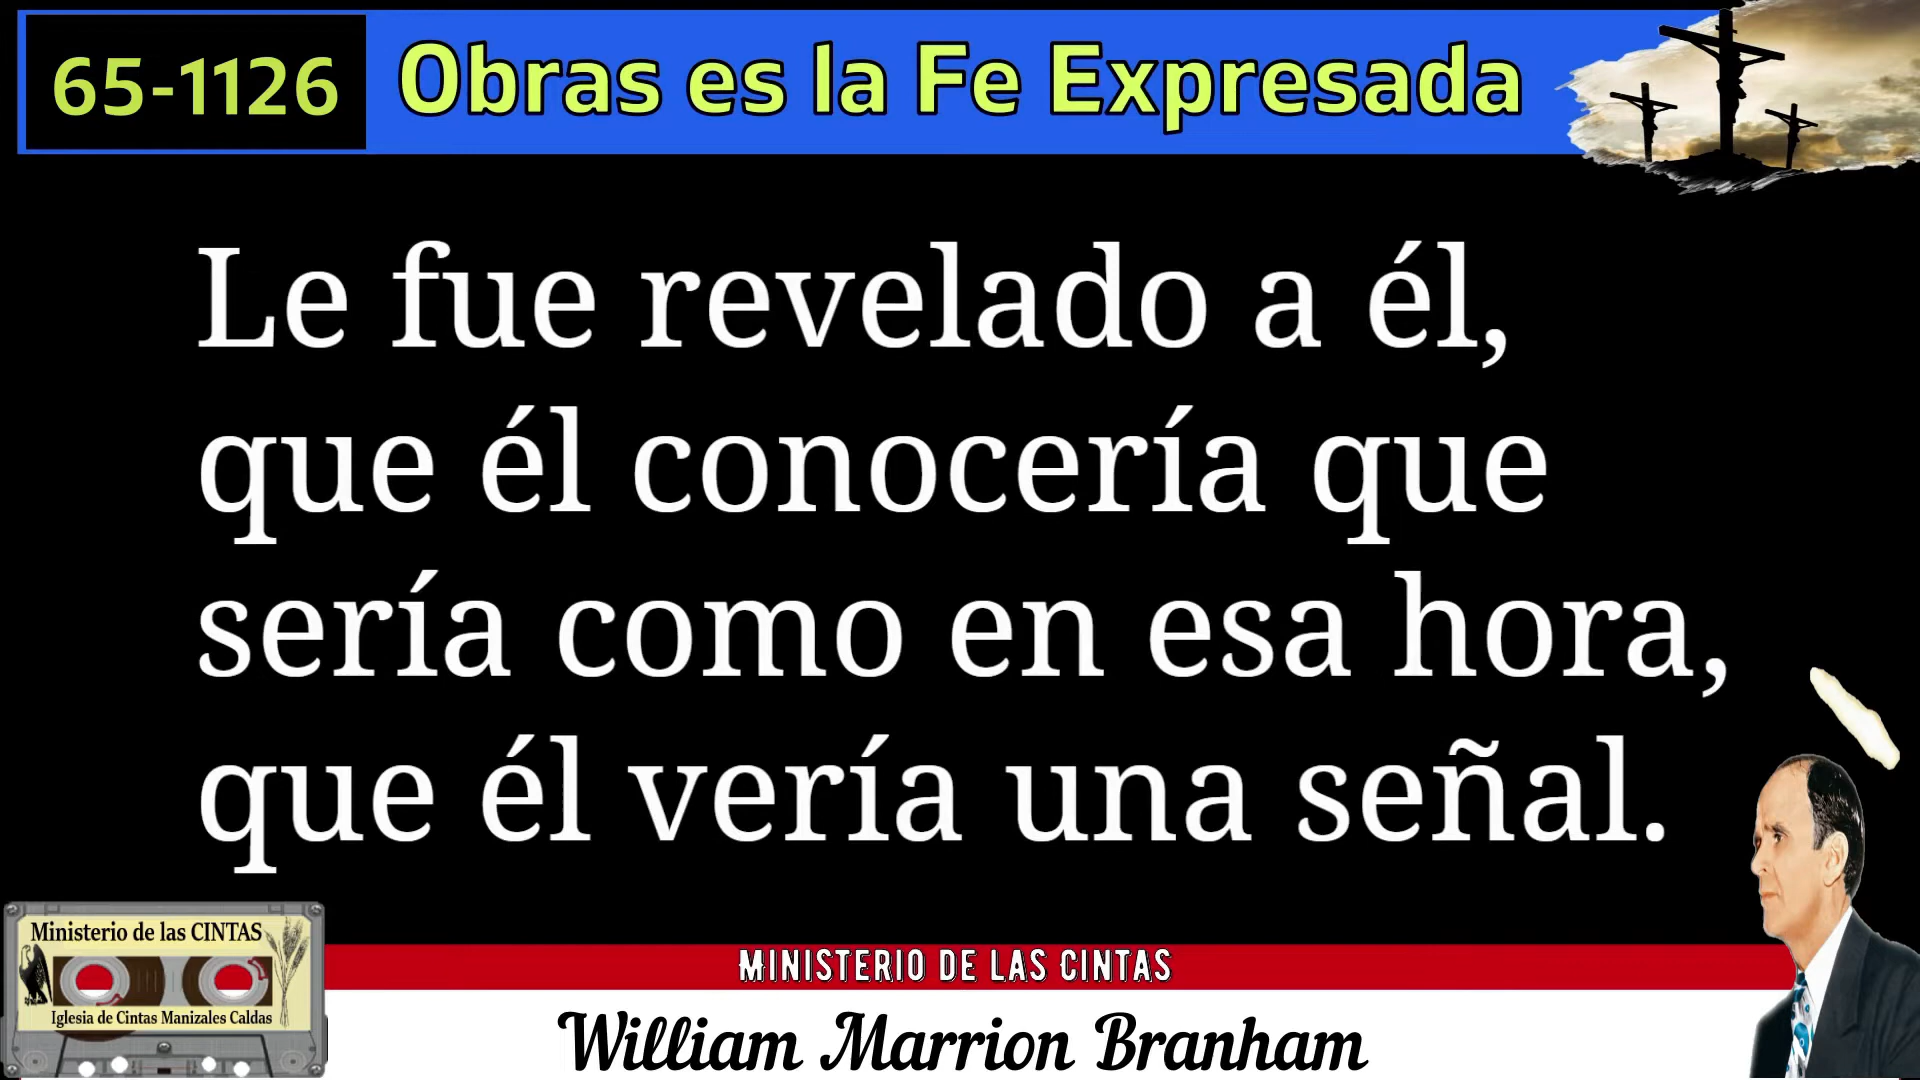 65-1126
Obras es la Fe Expresada
Le fue revelado a él,
que él conocería que
sería como en esa hora,
que él vería una señal.
Ministerio de las CINTAS
Iglesia de Cintas Manizales Caldas
MINISTERIO DE LAS CINTAS
William Marrion Branham